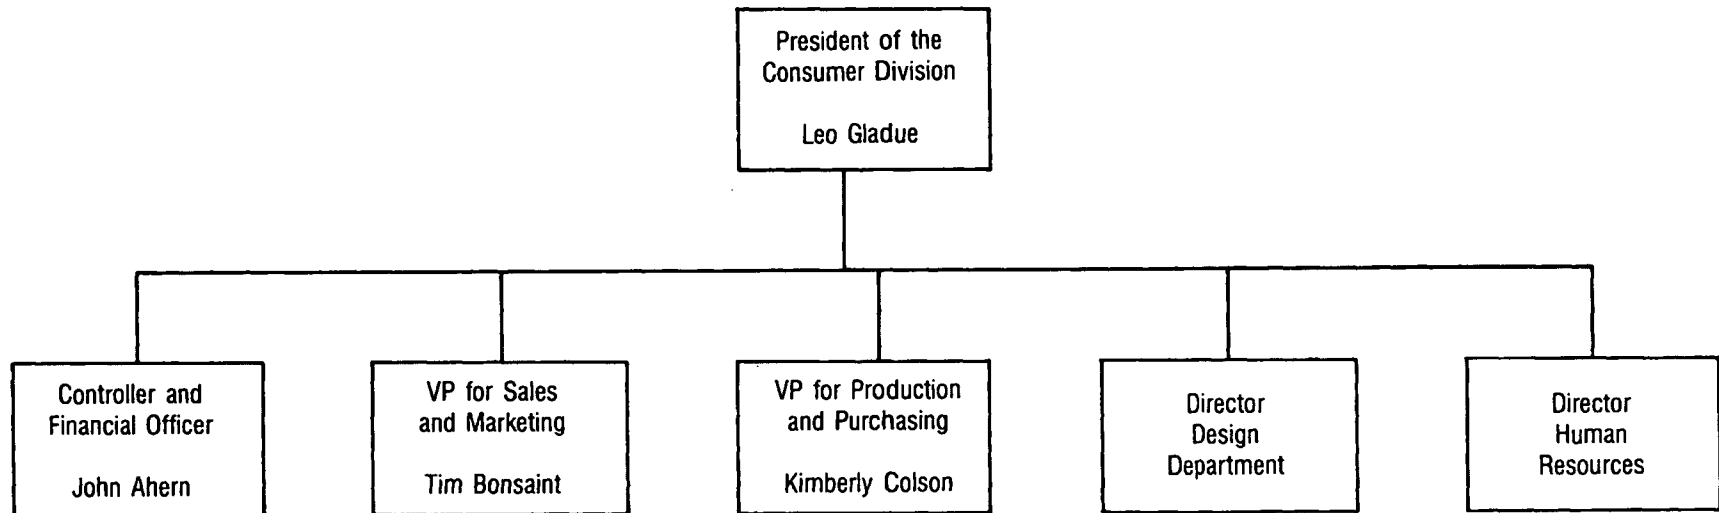 President of the
Consumer Division
Leo Gladue
Controller and
Financial Officer
John Ahern
VP for Sales
and Marketing
Tim Bonsaint
VP for Production
and Purchasing
Kimberly Colson
Director
Design
Department
Director
Human
Resources